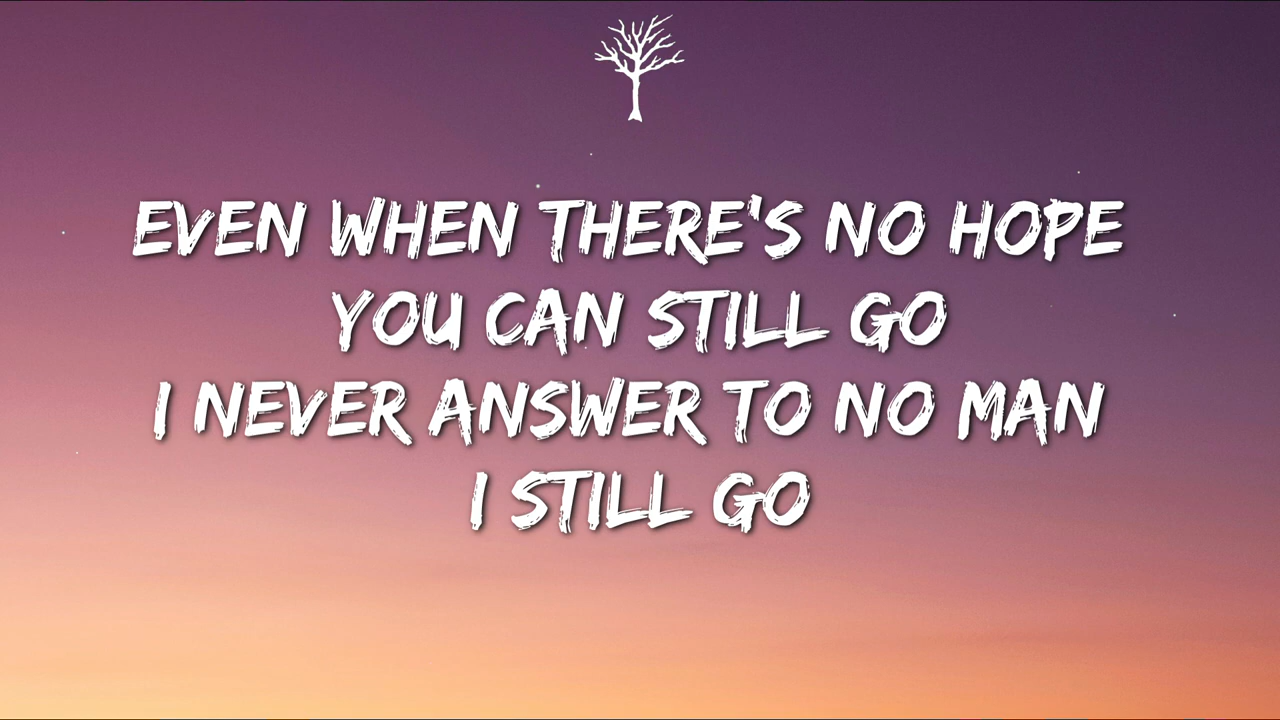 EVEN WHEN THERE'S NO HOPE
YOU CAN STILL GO
I NEVER ANSWER TO NO MAN
I STILL GO